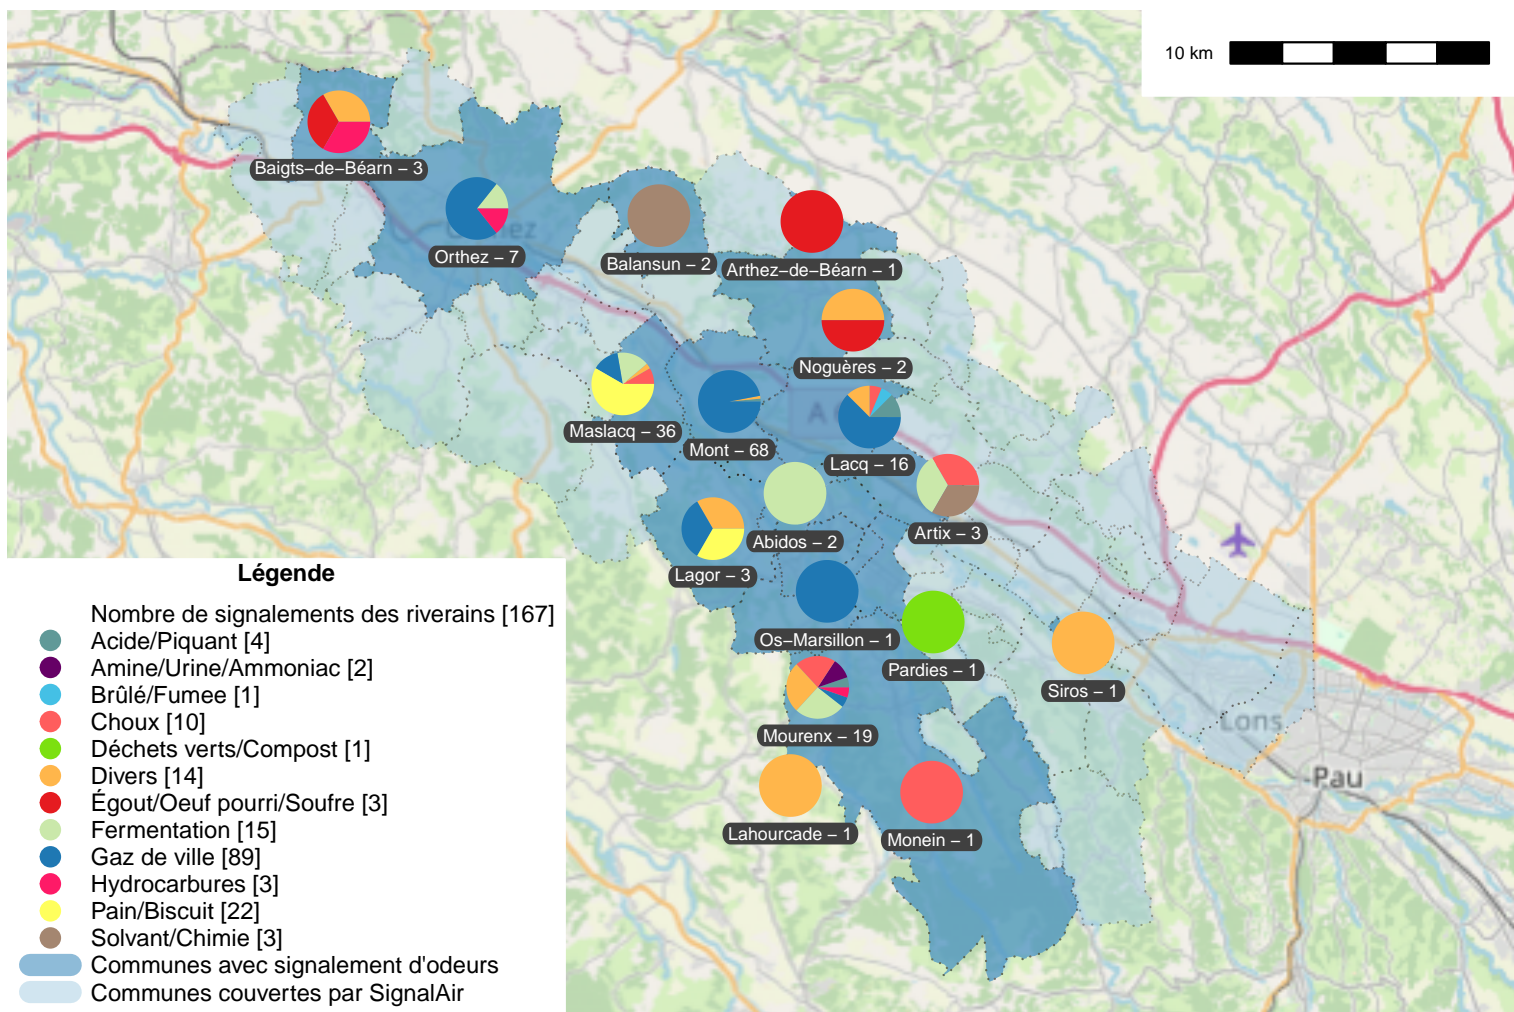 10 km
Baigts–de–Béarn – 3
Orthez – 7
Balansun – 2
Arthez–de–Béarn – 1
Noguères – 2
Maslacq – 36
Mont – 68
Lacq – 16
Artix – 3
Abidos – 2
Lagor – 3
Os–Marsillon – 1
Pardies – 1
Siros – 1
Mourenx – 19
Lons
Pau
Lahourcade – 1
Monein – 1
Légende
Nombre de signalements des riverains [167]
Acide/Piquant [4]
Amine/Urine/Ammoniac [2]
Brûlé/Fumee [1]
Choux [10]
Déchets verts/Compost [1]
Divers [14]
Égout/Oeuf pourri/Soufre [3]
Fermentation [15]
Gaz de ville [89]
Hydrocarbures [3]
Pain/Biscuit [22]
Solvant/Chimie [3]
Communes avec signalement d'odeurs
Communes couvertes par SignalAir